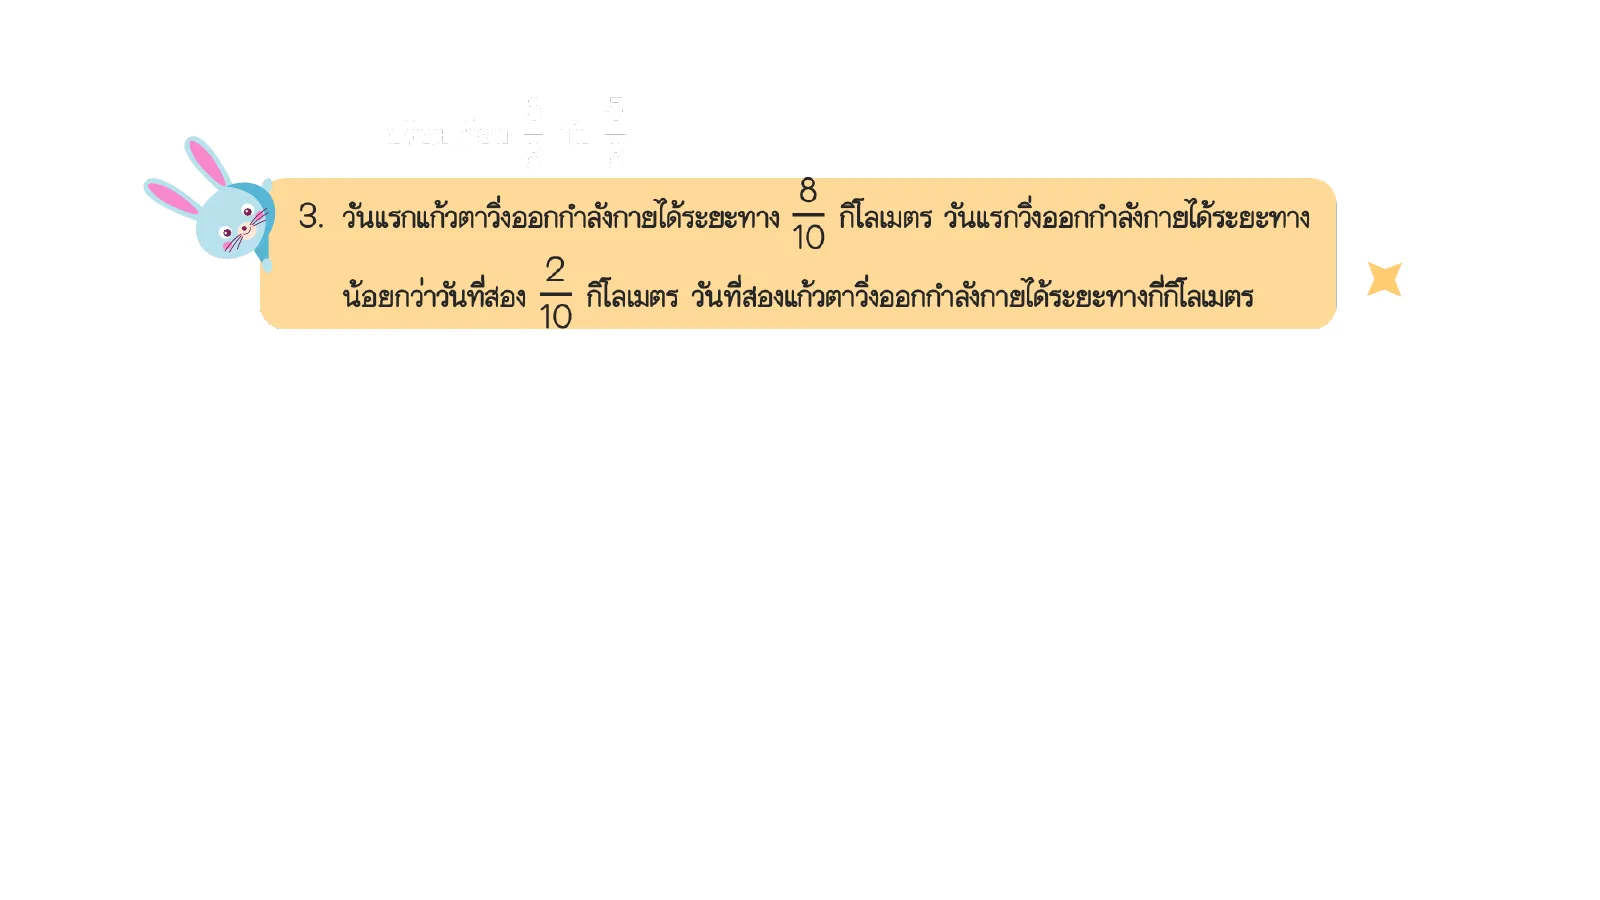 3. วันแรกแก้วตาวิ่งออกกำลังกายได้ระยะทาง 8/10 กิโลเมตร วันแรกวิ่งออกกำลังกายได้ระยะทาง
น้อยกว่าวันที่สอง 2/10 กิโลเมตร วันที่สองแก้วตาวิ่งออกกำลังกายได้ระยะทางกี่กิโลเมตร